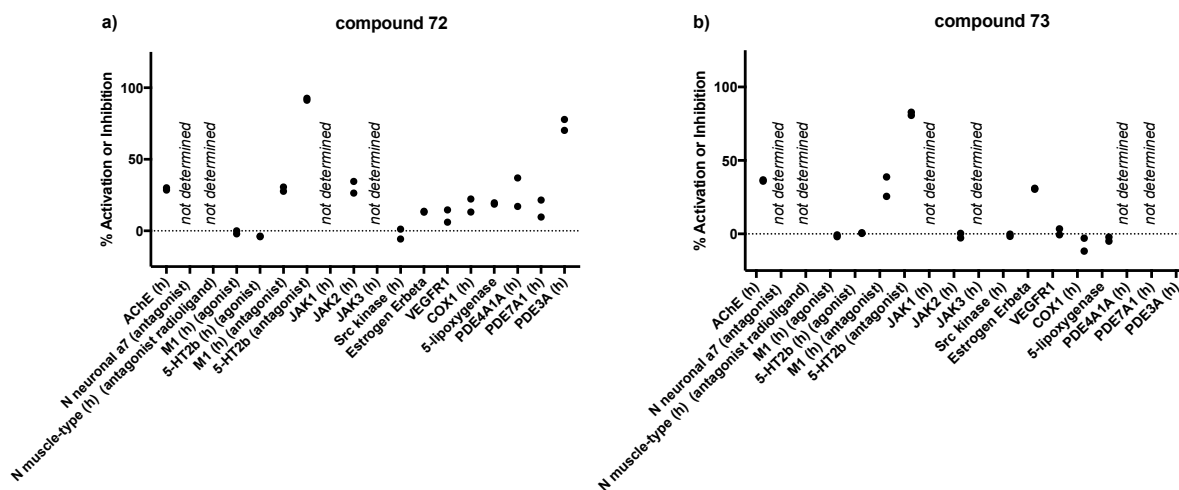 a)
compound 72
% Activation or Inhibition
100
50
0
not determined
not determined
not determined
not determined
AChE (h)
N neuronal a7 (antagonist)
N muscle-type (h) (antagonist radioligand)
M1 (h) (agonist)
5-HT2b (h) (agonist)
M1 (h) (antagonist)
5-HT2b (antagonist)
JAK1 (h)
JAK2 (h)
JAK3 (h)
Src kinase (h)
Estrogen Erbeta
VEGFR1
COX1 (h)
5-lipoxygenase
PDE4A1A (h)
PDE7A1 (h)
PDE3A (h)
b)
compound 73
% Activation or Inhibition
100
50
0
not determined
not determined
not determined
not determined
not determined
not determined
AChE (h)
N neuronal a7 (antagonist)
N muscle-type (h) (antagonist radioligand)
M1 (h) (agonist)
5-HT2b (h) (agonist)
M1 (h) (antagonist)
5-HT2b (antagonist)
JAK1 (h)
JAK2 (h)
JAK3 (h)
Src kinase (h)
Estrogen Erbeta
VEGFR1
COX1 (h)
5-lipoxygenase
PDE4A1A (h)
PDE7A1 (h)
PDE3A (h)